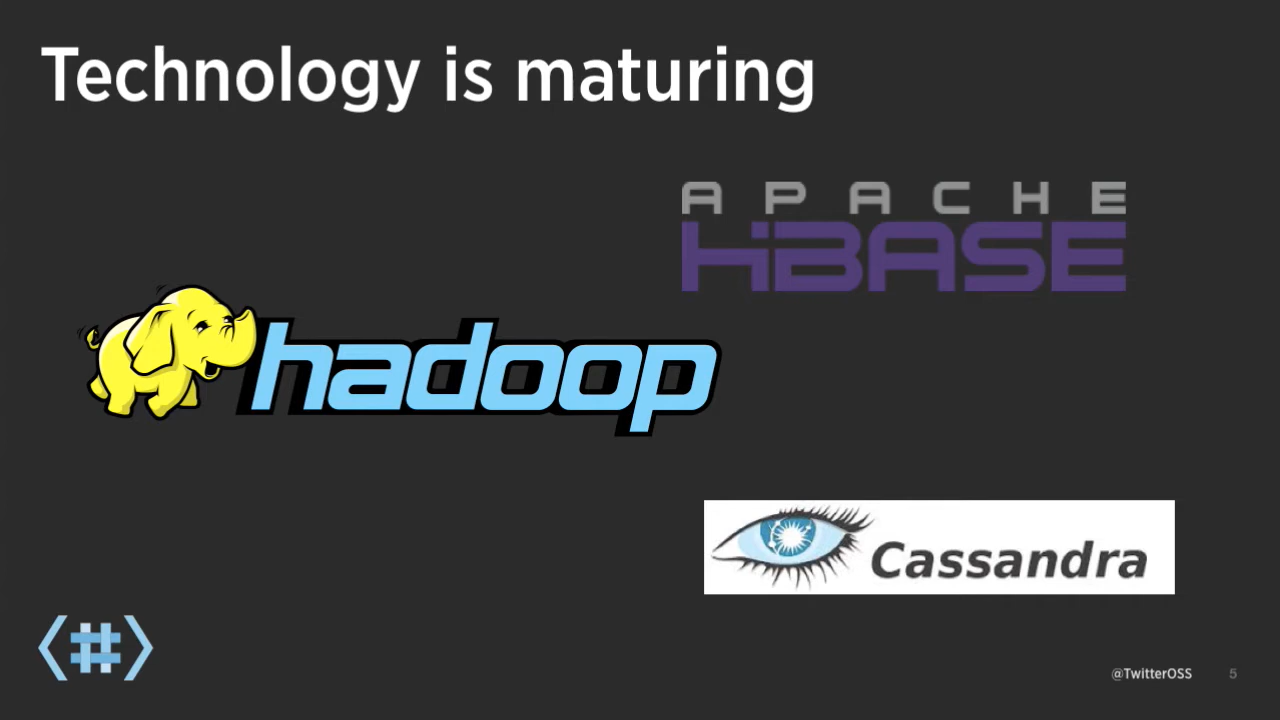 Technology is maturing
APACHE
HBASE
hadoop
Cassandra
<#>
@TwitterOSS 5